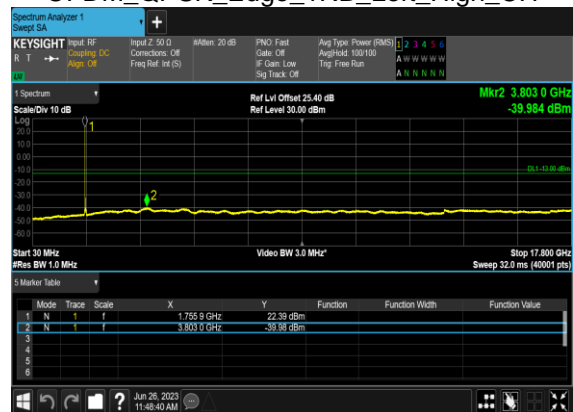 Spectrum Analyzer 1
Swept SA
+
KEYSIGHT Input: RF Input Z: 50 Ω #Atten: 20 dB PNO: Fast Avg Type: Power (RMS) 1 2 3 4 5 6
R T Coupling: DC Corrections: Off Gate: Off Avg|Hold: 100/100 A W W W W W
Align: Off Freq Ref: Int (S) IF Gain: Low Trig: Free Run
LU Sig Track: Off A N N N N N
1 Spectrum Ref Lvl Offset 25.40 dB Mkr2 3.803 0 GHz
Scale/Div 10 dB Ref Level 30.00 dBm -39.984 dBm
Log
20.0
1
10.0
0.00
-10.0
DL1 -13.00 dBm
-20.0
-30.0
2
-40.0
-50.0
-60.0
Start 30 MHz Video BW 3.0 MHz* Stop 17.800 GHz
#Res BW 1.0 MHz Sweep 32.0 ms (40001 pts)
5 Marker Table
Mode Trace Scale X Y Function Function Width Function Value
1 N 1 f 1.755 9 GHz 22.39 dBm
2 N 1 f 3.803 0 GHz -39.98 dBm
3
4
5
6
? Jun 26, 2023
11:48:40 AM